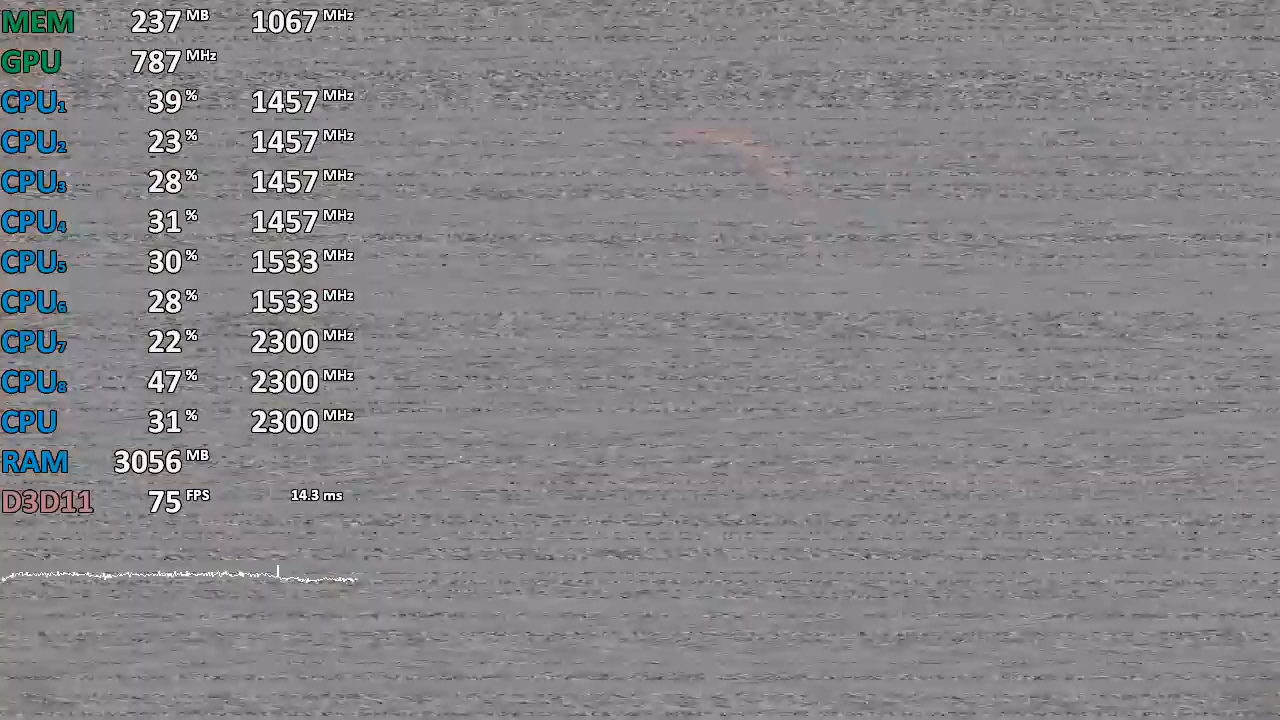 MEM 237 MB 1067 MHz
GPU 787 MHz
CPU1 39 % 1457 MHz
CPU2 23 % 1457 MHz
CPU3 28 % 1457 MHz
CPU4 31 % 1457 MHz
CPU5 30 % 1533 MHz
CPU6 28 % 1533 MHz
CPU7 22 % 2300 MHz
CPU8 47 % 2300 MHz
CPU 31 % 2300 MHz
RAM 3056 MB
D3D11 75 FPS 14.3 ms